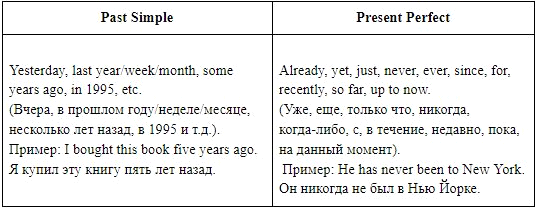 Past Simple
Present Perfect
Yesterday, last year/week/month, some
years ago, in 1995, etc.
(Вчера, в прошлом году/неделе/месяце,
несколько лет назад, в 1995 и т.д.).
Пример: I bought this book five years ago.
Я купил эту книгу пять лет назад.
Already, yet, just, never, ever, since, for,
recently, so far, up to now.
(Уже, еще, только что, никогда,
когда-либо, с, в течение, недавно, пока,
на данный момент).
Пример: He has never been to New York.
Он никогда не был в Нью Йорке.